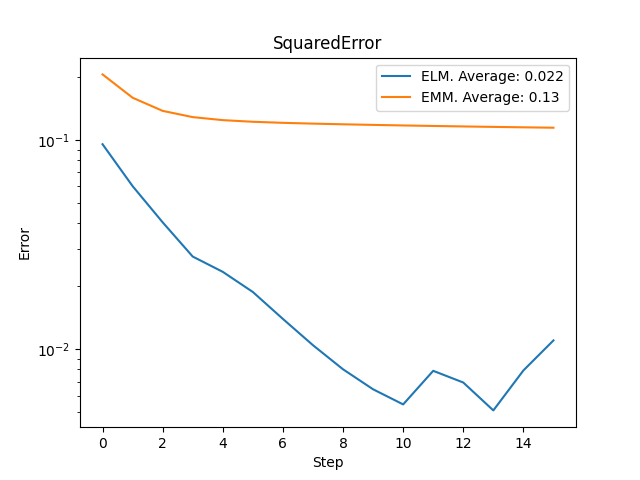 SquaredError
ELM. Average: 0.022
EMM. Average: 0.13
10⁻¹
10⁻²
Error
0 2 4 6 8 10 12 14
Step